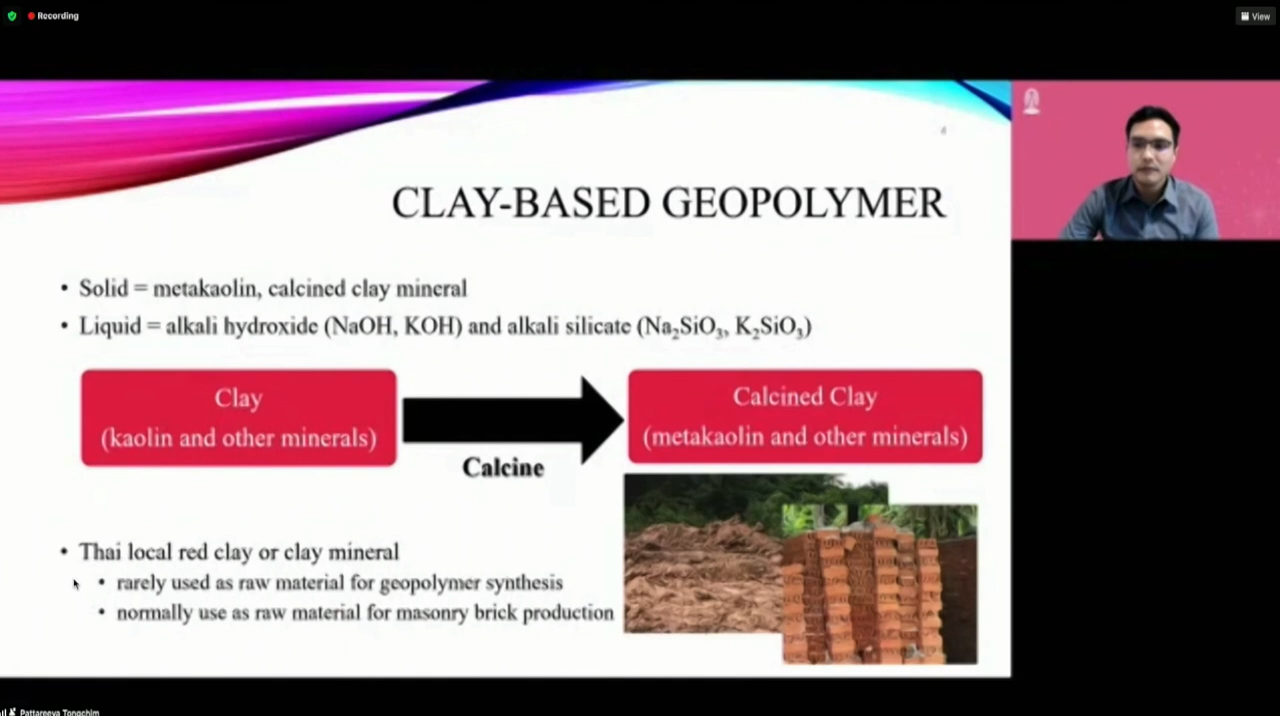 Recording
View
4
CLAY-BASED GEOPOLYMER
• Solid = metakaolin, calcined clay mineral
• Liquid = alkali hydroxide (NaOH, KOH) and alkali silicate (Na₂SiO₃, K₂SiO₃)
Clay
(kaolin and other minerals)
Calcine
Calcined Clay
(metakaolin and other minerals)
• Thai local red clay or clay mineral
• rarely used as raw material for geopolymer synthesis
• normally use as raw material for masonry brick production
Pattareeya Tongchim